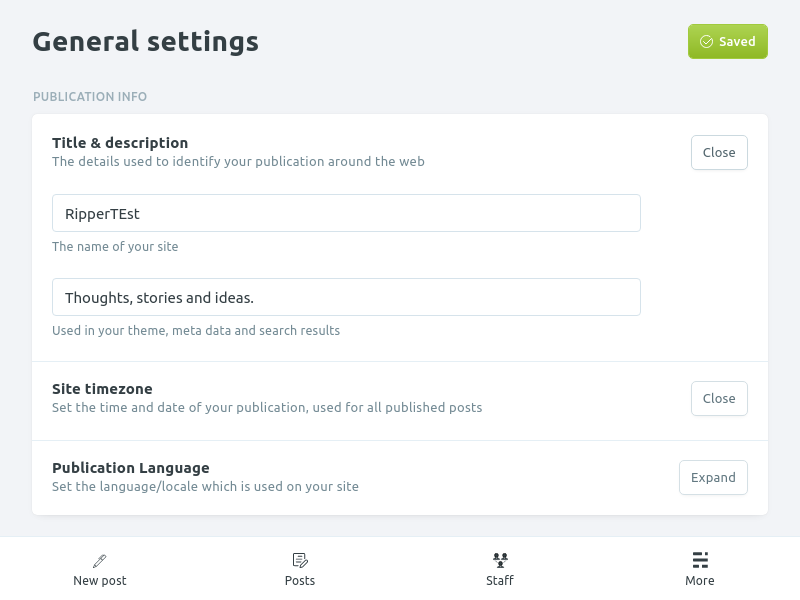 General settings
Saved
PUBLICATION INFO
Title & description
The details used to identify your publication around the web
Close
RipperTEst
The name of your site
Thoughts, stories and ideas.
Used in your theme, meta data and search results
Site timezone
Set the time and date of your publication, used for all published posts
Close
Publication Language
Set the language/locale which is used on your site
Expand
New post
Posts
Staff
More